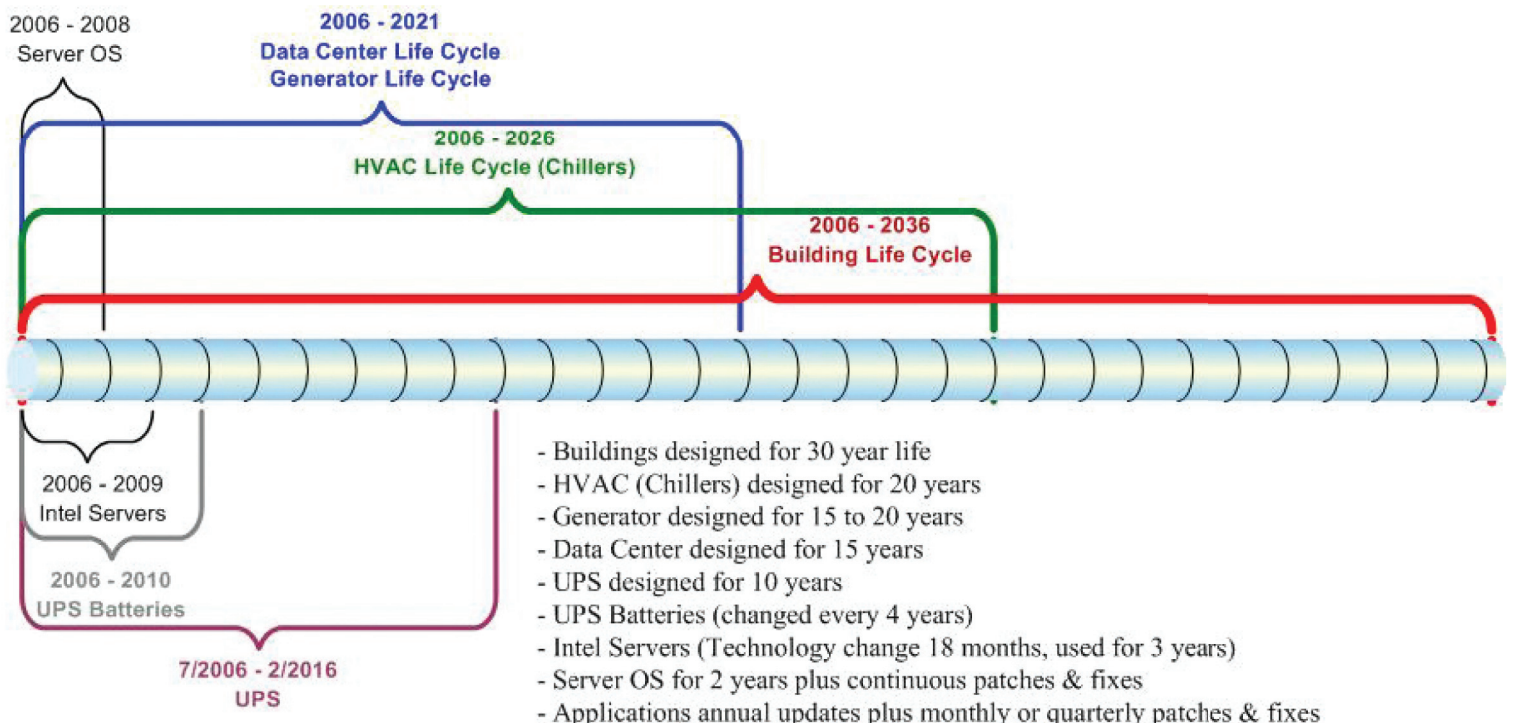 2006 - 2008
Server OS
2006 - 2021
Data Center Life Cycle
Generator Life Cycle
2006 - 2026
HVAC Life Cycle (Chillers)
2006 - 2036
Building Life Cycle
2006 - 2009
Intel Servers
2006 - 2010
UPS Batteries
7/2006 - 2/2016
UPS
- Buildings designed for 30 year life
- HVAC (Chillers) designed for 20 years
- Generator designed for 15 to 20 years
- Data Center designed for 15 years
- UPS designed for 10 years
- UPS Batteries (changed every 4 years)
- Intel Servers (Technology change 18 months, used for 3 years)
- Server OS for 2 years plus continuous patches & fixes
- Applications annual updates plus monthly or quarterly patches & fixes